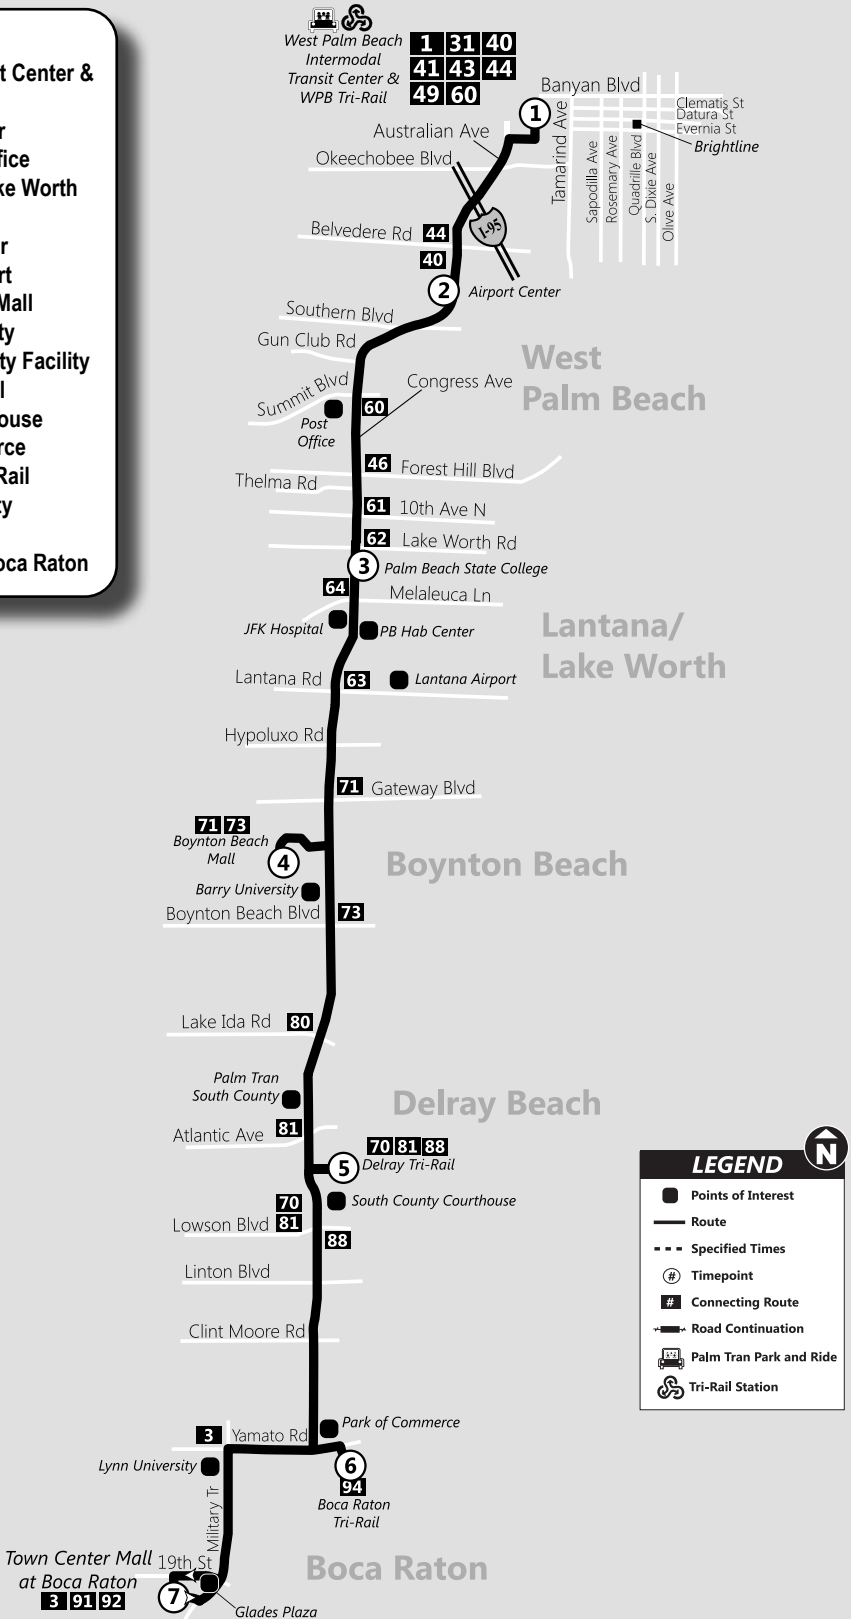 t Center &
r
fice
ke Worth
r
rt
Mall
ty
ty Facility
l
ouse
rce
Rail
ty
oca Raton
West Palm Beach
Intermodal
Transit Center &
WPB Tri-Rail
1 31 40
41 43 44
49 60
Banyan Blvd
1
Clematis St
Datura St
Evernia St
Brightline
Australian Ave
Okeechobee Blvd
Tamarind Ave
Sapodilla Ave
Rosemary Ave
Quadrille Blvd
S. Dixie Ave
Olive Ave
I-95
Belvedere Rd 44
40
2 Airport Center
Southern Blvd
Gun Club Rd
West
Palm Beach
Summit Blvd
Congress Ave
60
Post
Office
46 Forest Hill Blvd
Thelma Rd
61 10th Ave N
62 Lake Worth Rd
3 Palm Beach State College
64 Melaleuca Ln
JFK Hospital
PB Hab Center
Lantana/
Lake Worth
Lantana Rd 63 Lantana Airport
Hypoluxo Rd
71 Gateway Blvd
71 73
Boynton Beach
Mall
4
Boynton Beach
Barry University
Boynton Beach Blvd 73
Lake Ida Rd 80
Palm Tran
South County
Delray Beach
Atlantic Ave 81
70 81 88
5 Delray Tri-Rail
South County Courthouse
70
Lowson Blvd 81
88
Linton Blvd
Clint Moore Rd
Park of Commerce
3 Yamato Rd
Lynn University
6
94
Boca Raton
Tri-Rail
Military Tr
Town Center Mall
at Boca Raton
3 91 92
19th St
7
Glades Plaza
Boca Raton
N
LEGEND
Points of Interest
Route
Specified Times
# Timepoint
# Connecting Route
Road Continuation
Palm Tran Park and Ride
Tri-Rail Station